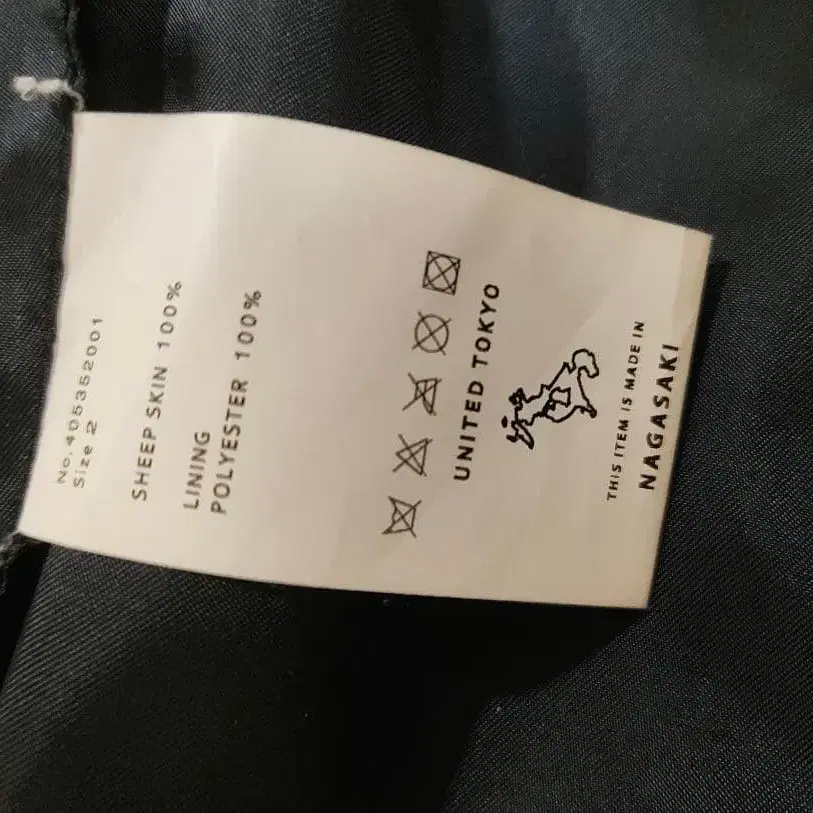 No.405352001
Size 2
SHEEP SKIN 100%
LINING
POLYESTER 100%
UNITED TOKYO
THIS ITEM IS MADE IN
NAGASAKI